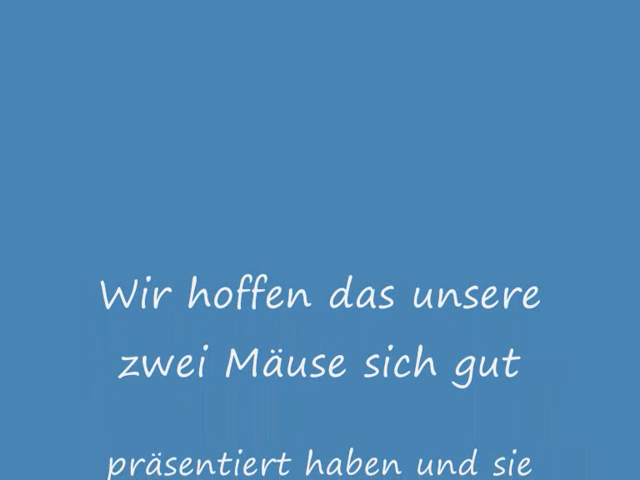 Wir hoffen das unsere
zwei Mäuse sich gut
präsentiert haben und sie